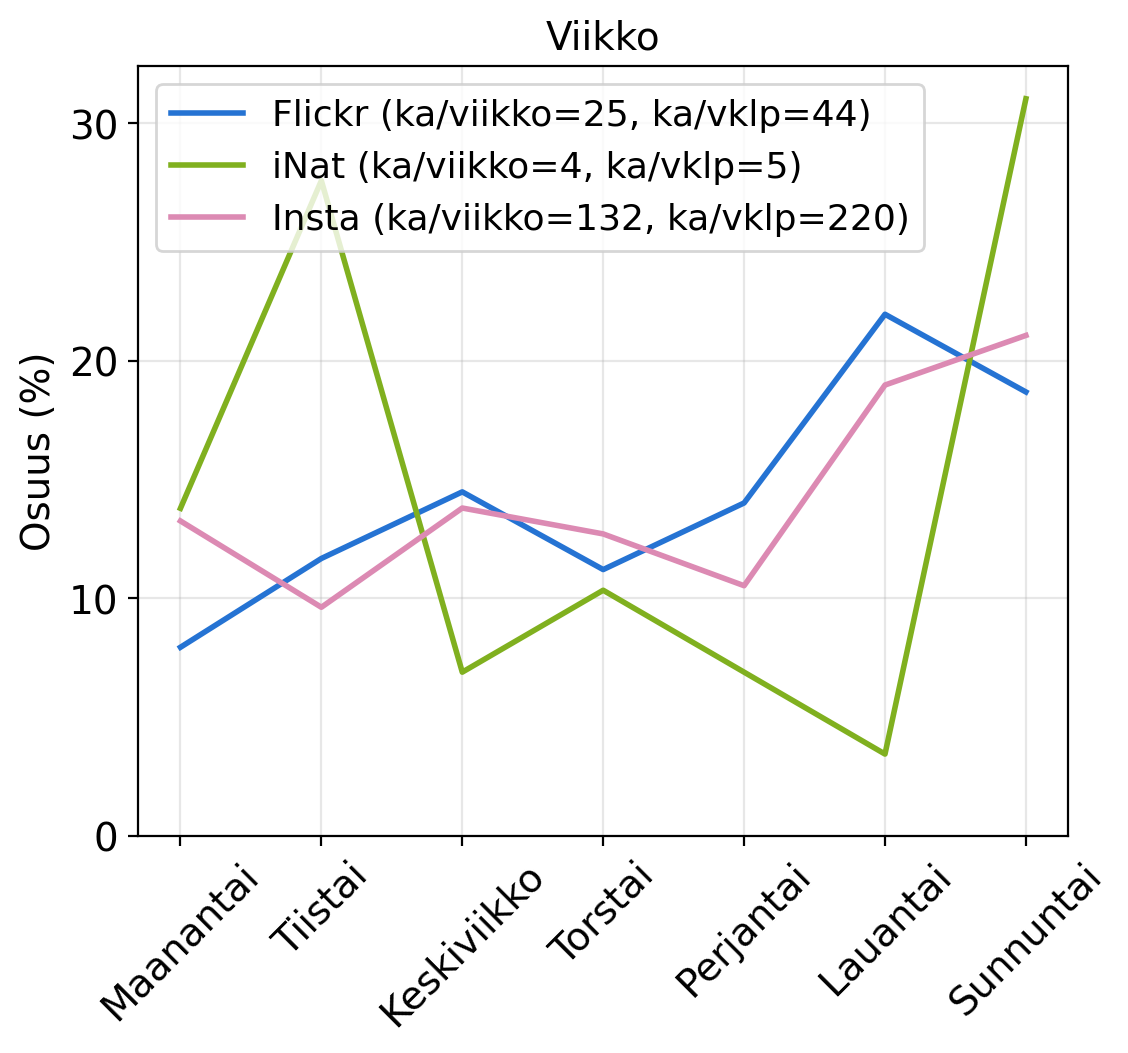 Viikko
Flickr (ka/viikko=25, ka/vklp=44)
iNat (ka/viikko=4, ka/vklp=5)
Insta (ka/viikko=132, ka/vklp=220)
Osuus (%)
30
20
10
0
Maanantai
Tiistai
Keskiviikko
Torstai
Perjantai
Lauantai
Sunnuntai